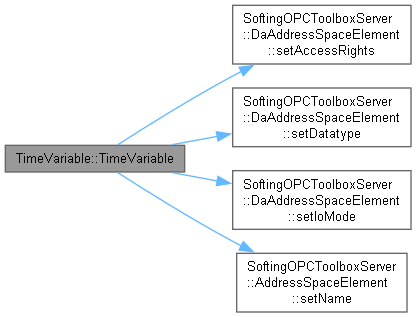 SoftingOPCToolboxServer
::DaAddressSpaceElement
::setAccessRights
SoftingOPCToolboxServer
::DaAddressSpaceElement
::setDatatype
TimeVariable::TimeVariable
SoftingOPCToolboxServer
::DaAddressSpaceElement
::setIoMode
SoftingOPCToolboxServer
::AddressSpaceElement
::setName